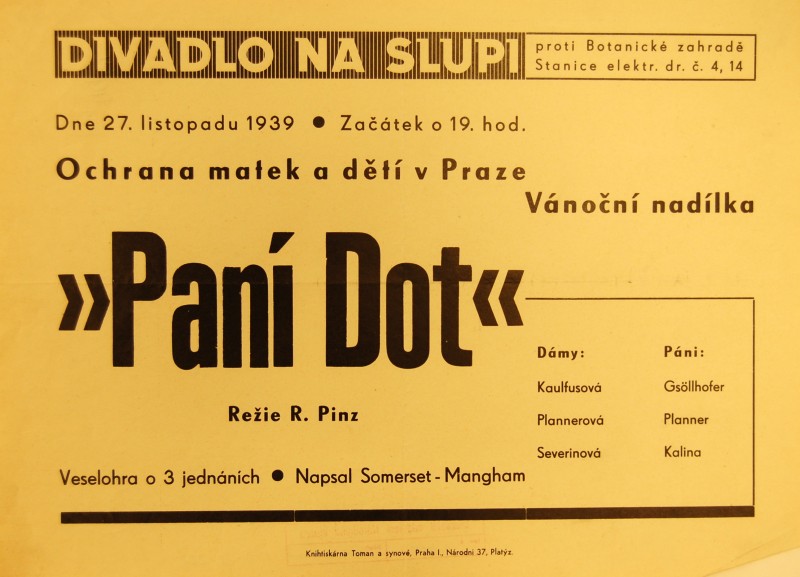 DIVADLO NA SLUPI
proti Botanické zahradě
Stanice elektr. dr. č. 4, 14
Dne 27. listopadu 1939 ● Začátek o 19. hod.
Ochrana matek a dětí v Praze
Vánoční nadílka
»Paní Dot«
Režie R. Pinz
Veselohra o 3 jednáních ● Napsal Somerset-Mangham
Dámy: Páni:
Kaulfusová Gsöllhofer
Plannerová Planner
Severinová Kalina
Knihtiskárna Toman a synové, Praha I., Národni 37, Platýz.